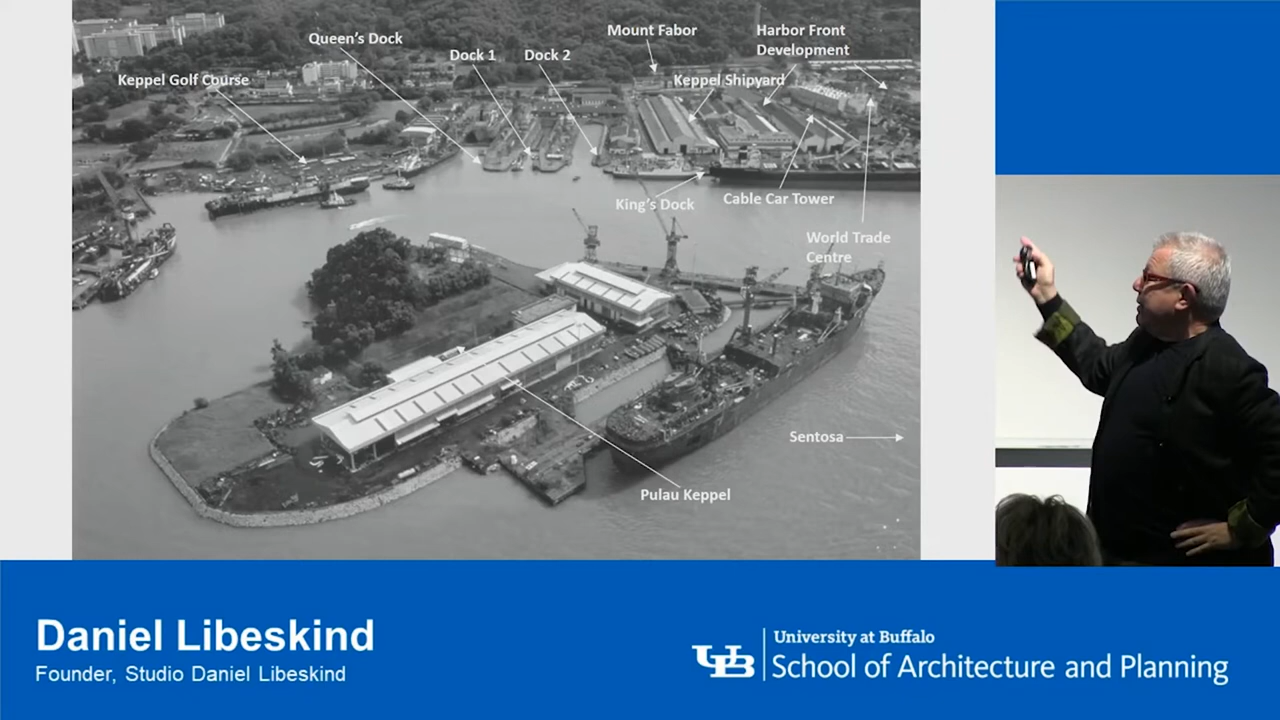 Queen's Dock
Dock 1
Dock 2
Mount Fabor
Harbor Front
Development
Keppel Golf Course
Keppel Shipyard
King's Dock
Cable Car Tower
World Trade
Centre
Sentosa
Pulau Keppel
Daniel Libeskind
Founder, Studio Daniel Libeskind
UB
University at Buffalo
School of Architecture and Planning